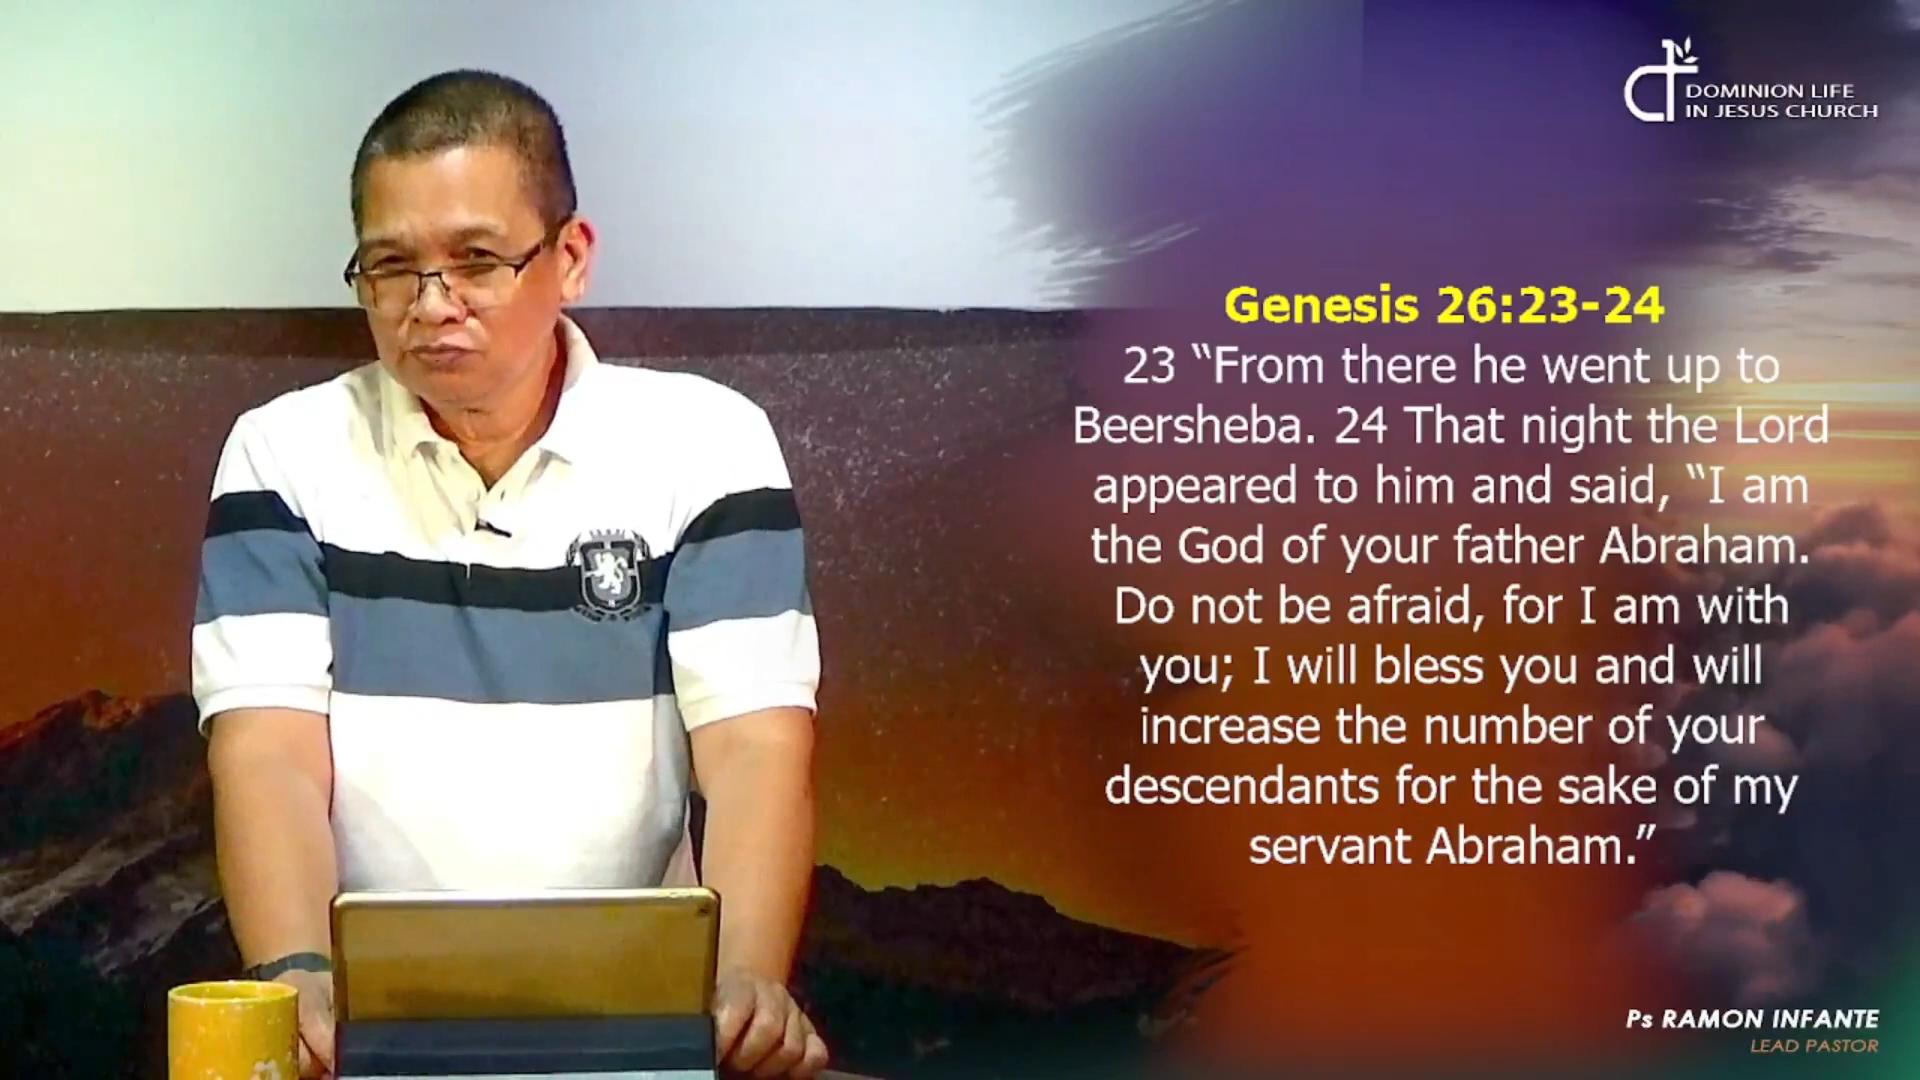 DOMINION LIFE
IN JESUS CHURCH
Genesis 26:23-24
23 “From there he went up to
Beersheba. 24 That night the Lord
appeared to him and said, “I am
the God of your father Abraham.
Do not be afraid, for I am with
you; I will bless you and will
increase the number of your
descendants for the sake of my
servant Abraham.”
Ps RAMON INFANTE
LEAD PASTOR